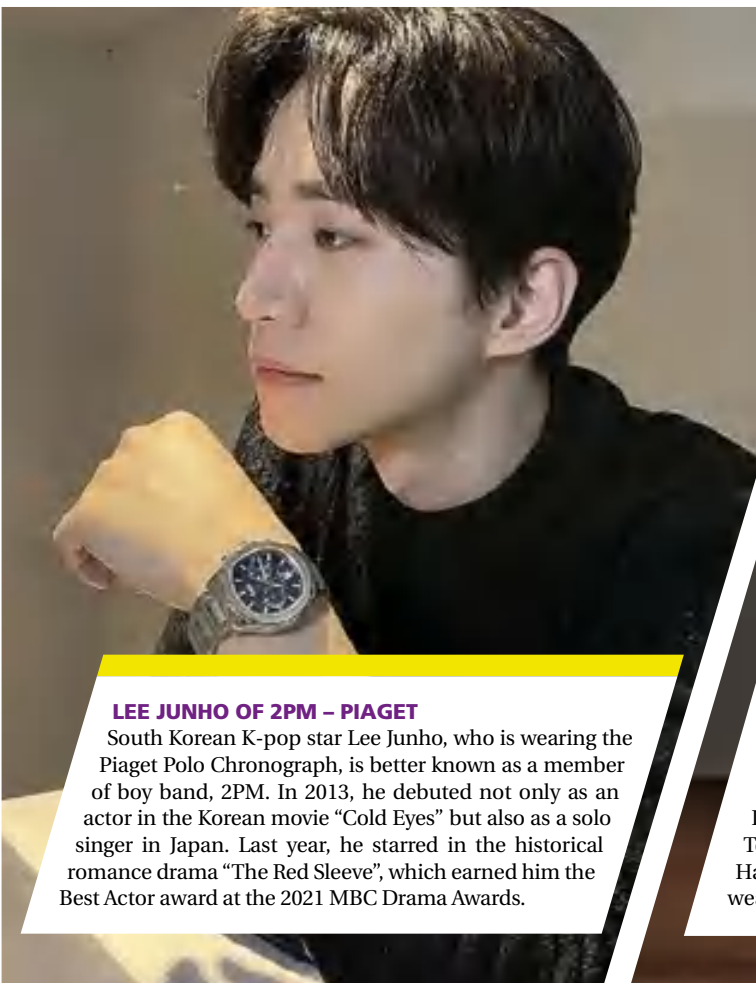 LEE JUNHO OF 2PM – PIAGET
South Korean K-pop star Lee Junho, who is wearing the
Piaget Polo Chronograph, is better known as a member
of boy band, 2PM. In 2013, he debuted not only as an
actor in the Korean movie “Cold Eyes” but also as a solo
singer in Japan. Last year, he starred in the historical
romance drama “The Red Sleeve”, which earned him the
Best Actor award at the 2021 MBC Drama Awards.